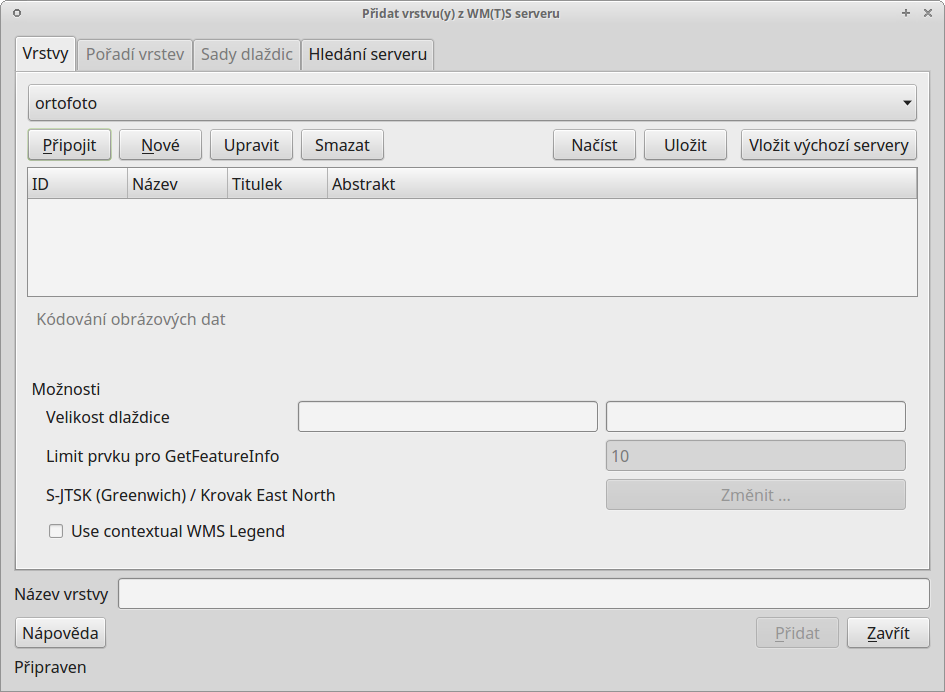 Přidat vrstvu(y) z WM(T)S serveru
Vrstvy Pořadí vrstev Sady dlaždic Hledání serveru
ortofoto
Připojit Nové Upravit Smazat Načíst Uložit Vložit výchozí servery
ID Název Titulek Abstrakt
Kódování obrázových dat
Možnosti
Velikost dlaždice
Limit prvku pro GetFeatureInfo 10
S-JTSK (Greenwich) / Krovak East North Změnit ...
Use contextual WMS Legend
Název vrstvy
Nápověda Přidat Zavřít
Připraven